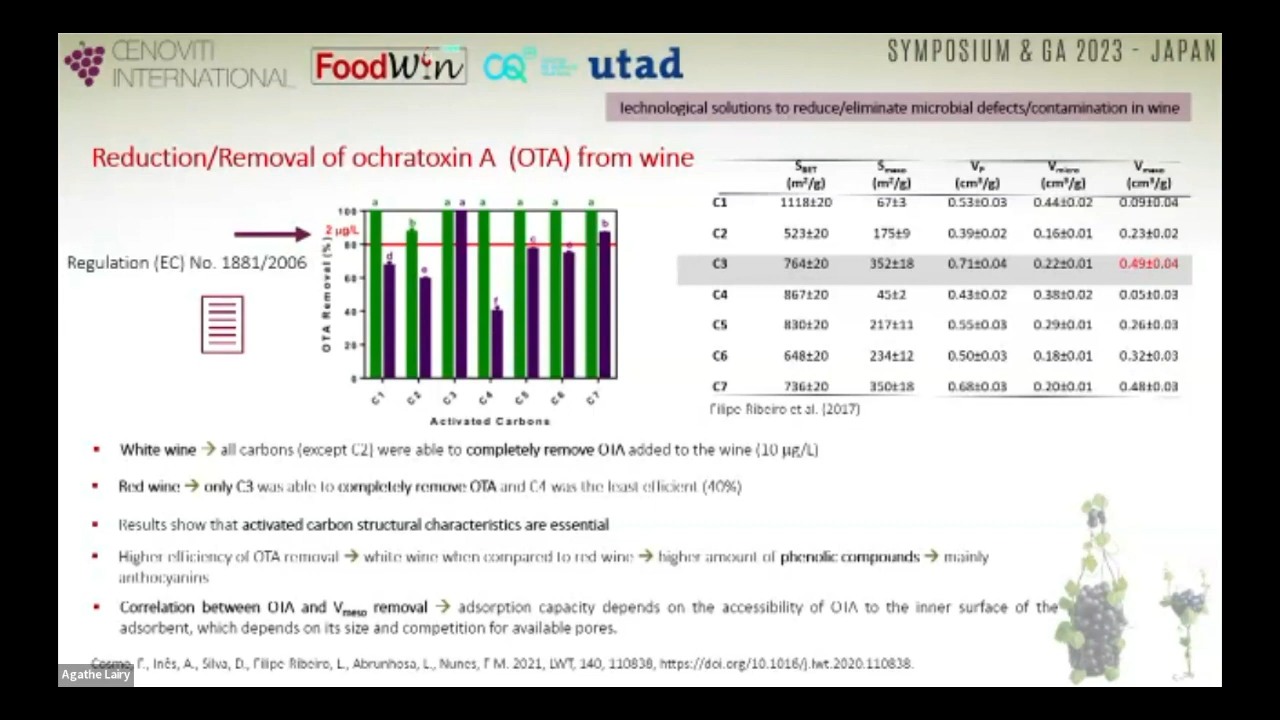 ŒNOVITI
INTERNATIONAL
FoodWin
CQ
utad
SYMPOSIUM & GA 2023 - JAPAN
Technological solutions to reduce/eliminate microbial defects/contamination in wine
Reduction/Removal of ochratoxin A (OTA) from wine
Regulation (EC) No. 1881/2006
2 µg/L
OTA Removal (%)
100
80
60
40
20
0
a d b e a a a f a c a c a b
C1 C2 C3 C4 C5 C6 C7
Activated Carbons
SBET Smeso VP Vmicro Vmeso
(m²/g) (m²/g) (cm³/g) (cm³/g) (cm³/g)
C1 1118±20 67±3 0.53±0.03 0.44±0.02 0.09±0.04
C2 523±20 175±9 0.39±0.02 0.16±0.01 0.23±0.02
C3 764±20 352±18 0.71±0.04 0.22±0.01 0.49±0.04
C4 867±20 45±2 0.43±0.02 0.38±0.02 0.05±0.03
C5 830±20 217±11 0.55±0.03 0.29±0.01 0.26±0.03
C6 648±20 234±12 0.50±0.03 0.18±0.01 0.32±0.03
C7 736±20 350±18 0.68±0.03 0.20±0.01 0.48±0.03
Filipe Ribeiro et al. (2017)
▪ White wine → all carbons (except C2) were able to completely remove OTA added to the wine (10 µg/L)
▪ Red wine → only C3 was able to completely remove OTA and C4 was the least efficient (40%)
▪ Results show that activated carbon structural characteristics are essential
▪ Higher efficiency of OTA removal → white wine when compared to red wine → higher amount of phenolic compounds → mainly
anthocyanins
▪ Correlation between OTA and Vmeso removal → adsorption capacity depends on the accessibility of OTA to the inner surface of the
adsorbent, which depends on its size and competition for available pores.
Cosme, F., Inês, A., Silva, D., Filipe Ribeiro, L., Abrunhosa, L., Nunes, F M. 2021, LWT, 140, 110838, https://doi.org/10.1016/j.lwt.2020.110838.
Agathe Lairy